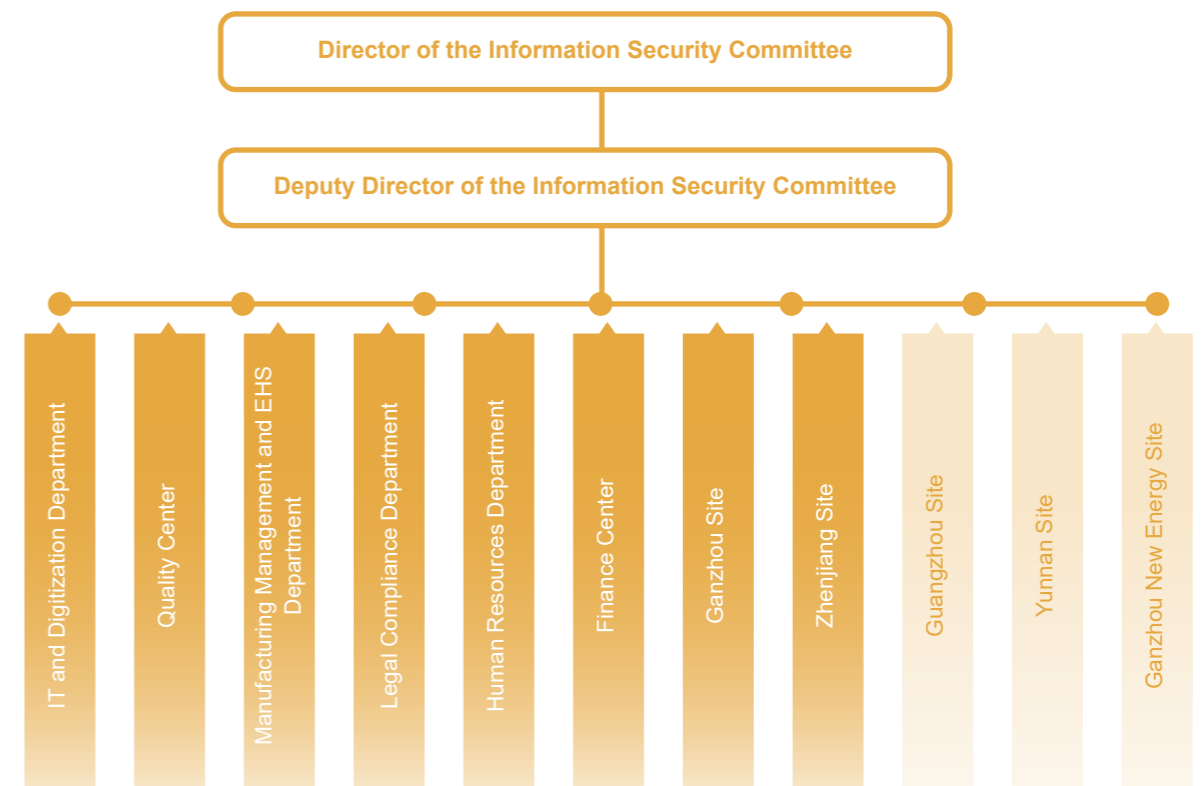 Director of the Information Security Committee
Deputy Director of the Information Security Committee
IT and Digitization Department
Quality Center
Manufacturing Management and EHS
Department
Legal Compliance Department
Human Resources Department
Finance Center
Ganzhou Site
Zhenjiang Site
Guangzhou Site
Yunnan Site
Ganzhou New Energy Site